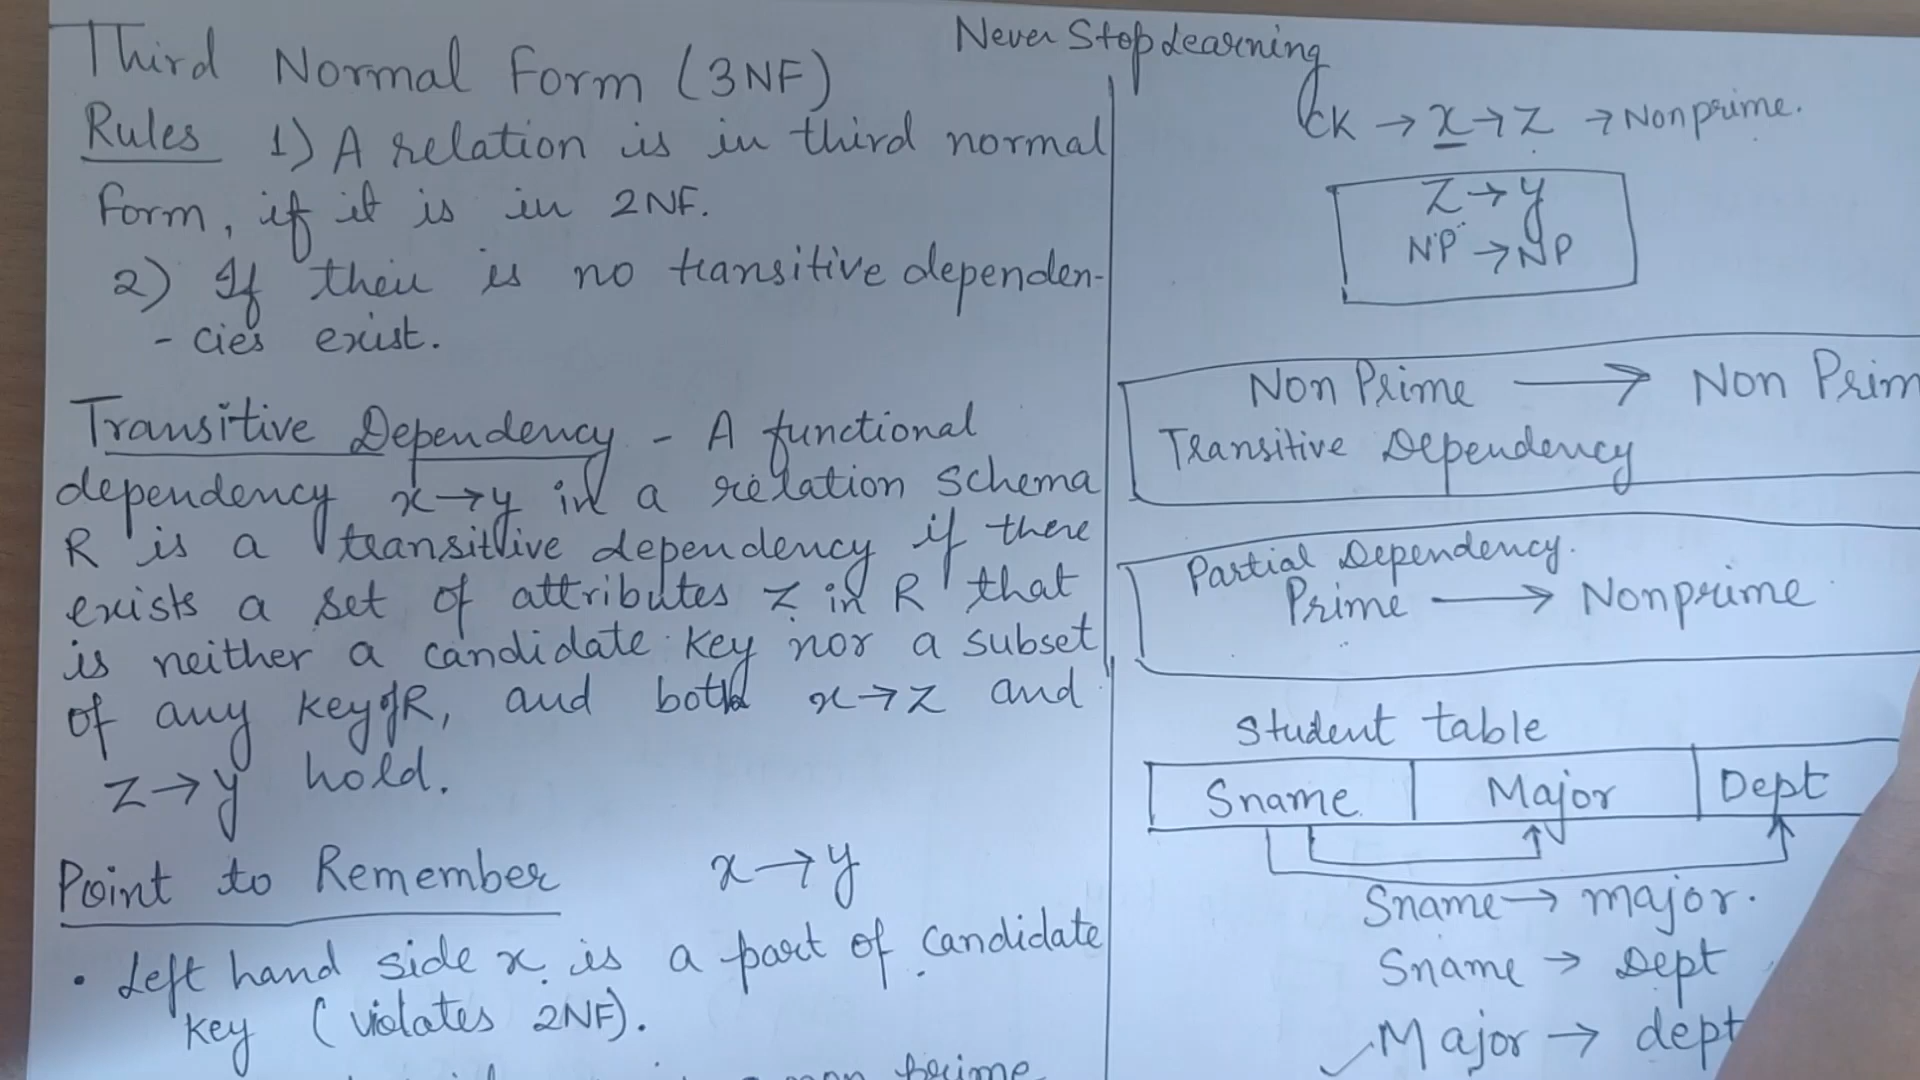 Third Normal Form (3NF)
Rules 1) A relation is in third normal
form, if it is in 2NF.
2) If their is no transitive dependen-
- cies exist.
Transitive Dependency - A functional
dependency x→y in a relation schema
R is a transitive dependency if there
exists a set of attributes z in R that
is neither a candidate key nor a subset
of any key of R, and both x→z and
z→y hold.
Point to Remember x→y
• Left hand side x is a part of candidate
key (violates 2NF).
non prime
Never Stop Learning
CK → x → z → Nonprime.
z → y
NP → NP
Non Prime → Non Prim
Transitive Dependency
Partial Dependency.
Prime → Nonprime
Student table
Sname Major Dept
Sname → major.
Sname → Dept
✓ Major → dept